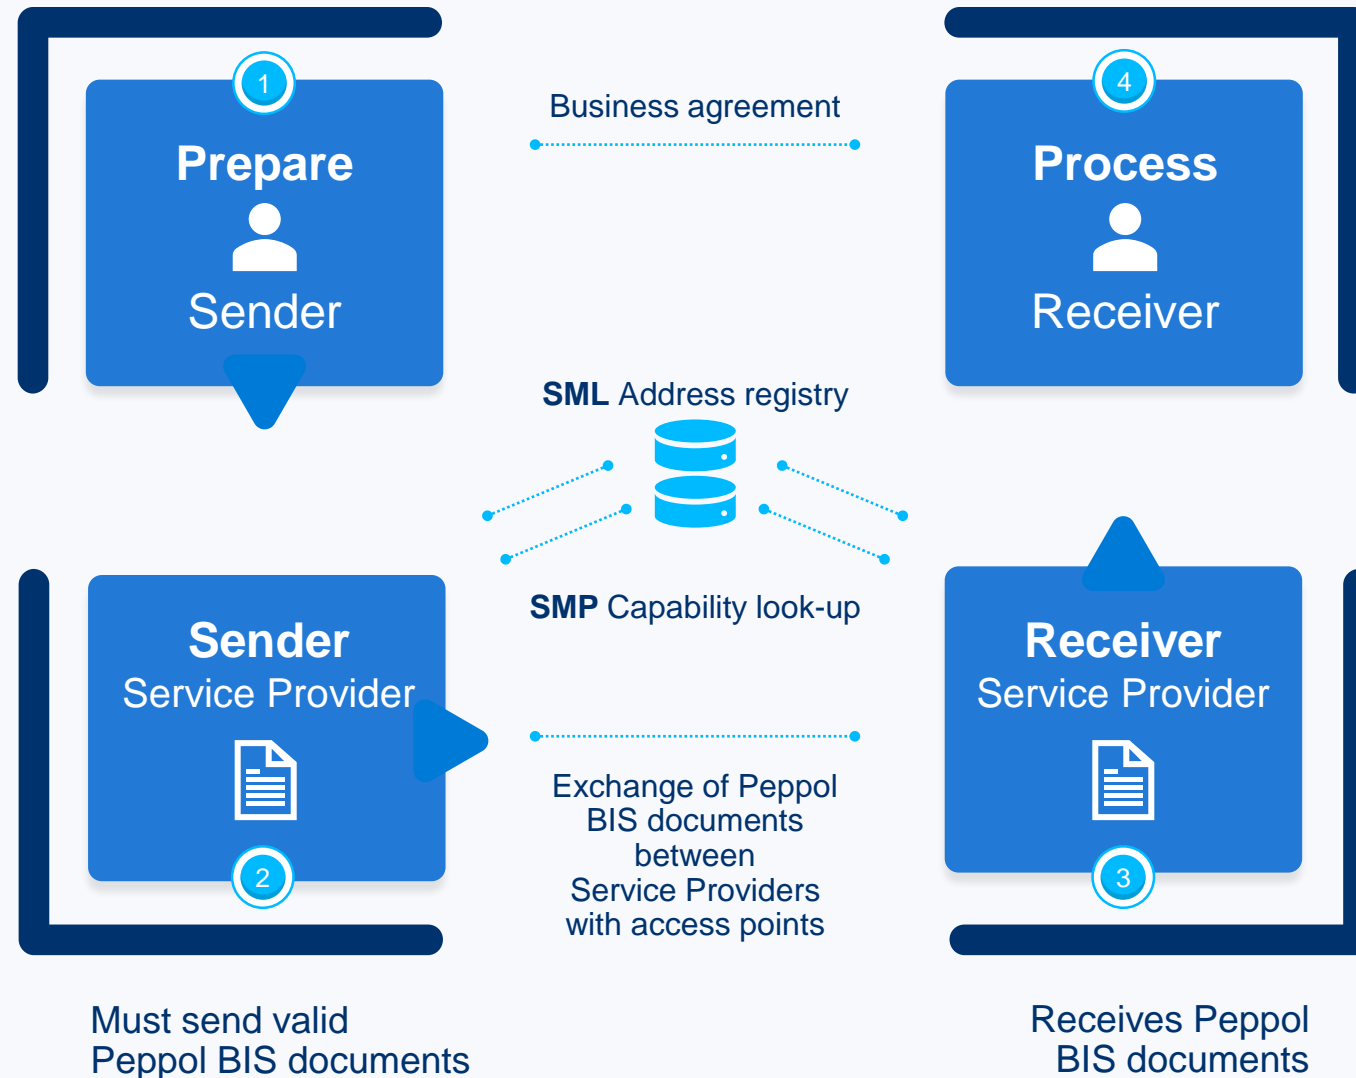 1
Prepare
Sender
Business agreement
4
Process
Receiver
SML Address registry
SMP Capability look-up
Sender
Service Provider
2
Exchange of Peppol
BIS documents
between
Service Providers
with access points
Receiver
Service Provider
3
Must send valid
Peppol BIS documents
Receives Peppol
BIS documents